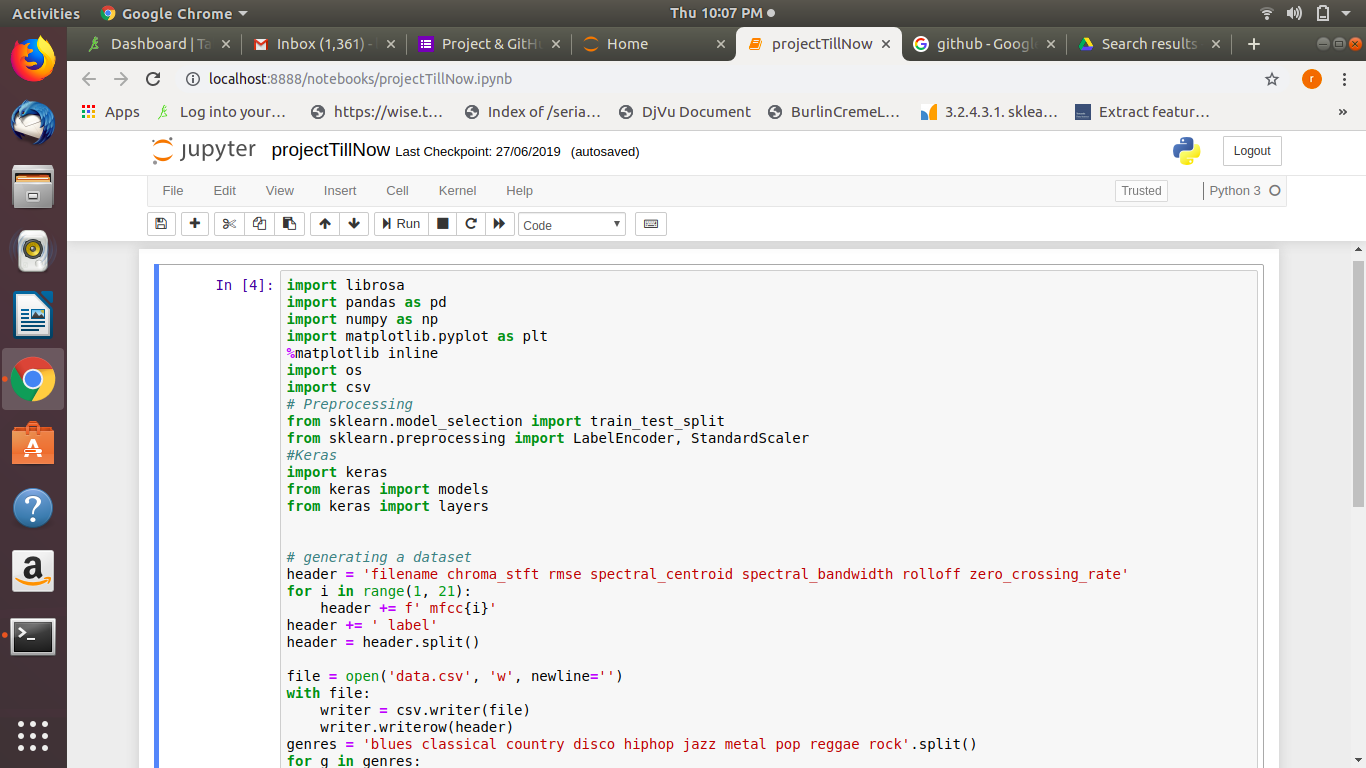 Activities Google Chrome Thu 10:07 PM
Dashboard | Ta Inbox (1,361) - Project & GitHu Home projectTillNow github - Googl Search results
localhost:8888/notebooks/projectTillNow.ipynb r
Apps Log into your… https://wise.t… Index of /seria… DjVu Document BurlinCremeL… 3.2.4.3.1. sklea… Extract featur… »
jupyter projectTillNow Last Checkpoint: 27/06/2019 (autosaved) Logout
File Edit View Insert Cell Kernel Help Trusted Python 3
Run Code
In [4]: import librosa
import pandas as pd
import numpy as np
import matplotlib.pyplot as plt
%matplotlib inline
import os
import csv
# Preprocessing
from sklearn.model_selection import train_test_split
from sklearn.preprocessing import LabelEncoder, StandardScaler
#Keras
import keras
from keras import models
from keras import layers
# generating a dataset
header = 'filename chroma_stft rmse spectral_centroid spectral_bandwidth rolloff zero_crossing_rate'
for i in range(1, 21):
    header += f' mfcc{i}'
header += ' label'
header = header.split()
file = open('data.csv', 'w', newline='')
with file:
    writer = csv.writer(file)
    writer.writerow(header)
genres = 'blues classical country disco hiphop jazz metal pop reggae rock'.split()
for g in genres: